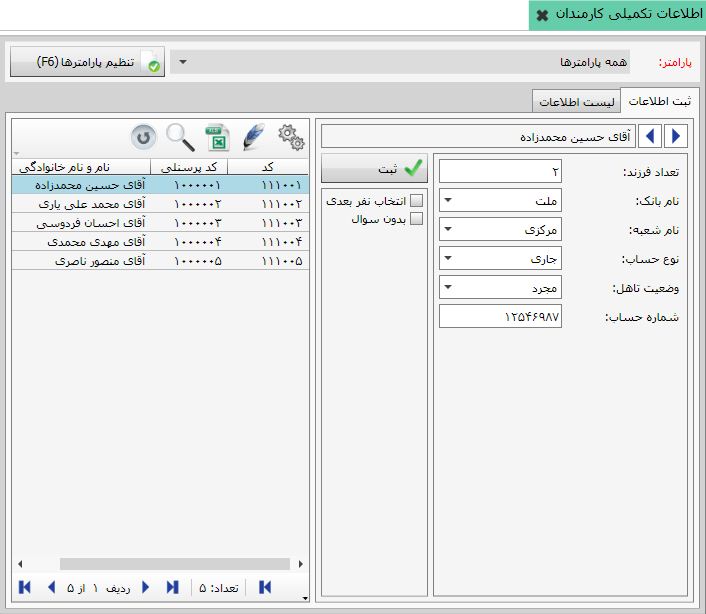 اطلاعات تکمیلی کارمندان
پارامتر: همه پارامترها تنظیم پارامترها (F6)
ثبت اطلاعات لیست اطلاعات
آقای حسین محمدزاده
تعداد فرزند: ۲
نام بانک: ملت
نام شعبه: مرکزی
نوع حساب: جاری
وضعیت تاهل: مجرد
شماره حساب: ۱۲۵۴۶۹۸۷
ثبت
انتخاب نفر بعدی
بدون سوال
کد کد پرسنلی نام و نام خانوادگی
۱۱۱۰۰۱ ۱۰۰۰۰۰۱ آقای حسین محمدزاده
۱۱۱۰۰۲ ۱۰۰۰۰۰۲ آقای محمد علی یاری
۱۱۱۰۰۳ ۱۰۰۰۰۰۳ آقای احسان فردوسی
۱۱۱۰۰۴ ۱۰۰۰۰۰۴ آقای مهدی محمدی
۱۱۱۰۰۵ ۱۰۰۰۰۰۵ آقای منصور ناصری
تعداد: ۵ ردیف ۱ از ۵